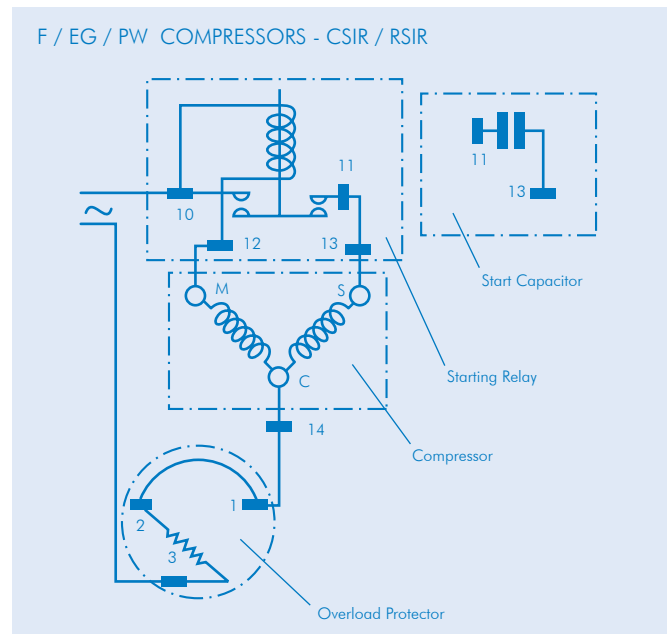 F / EG / PW COMPRESSORS - CSIR / RSIR
11
11
10
13
12
13
Start Capacitor
M
S
C
Starting Relay
14
Compressor
1
2
3
Overload Protector